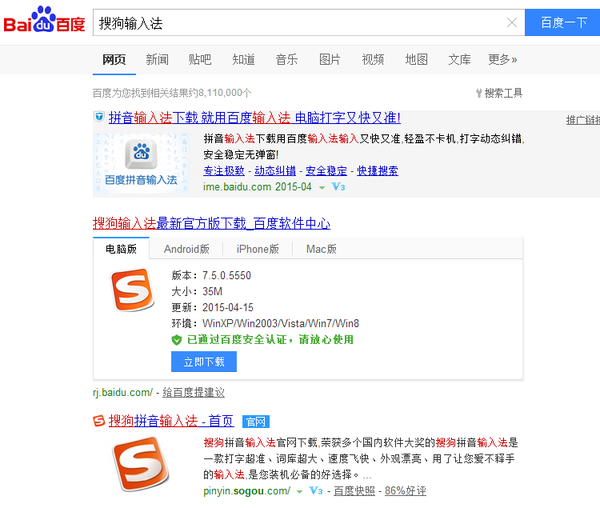 Baidu百度
搜狗输入法
百度一下
网页 新闻 贴吧 知道 音乐 图片 视频 地图 文库 更多»
百度为您找到相关结果约8,110,000个
搜索工具
拼音输入法下载 就用百度输入法 电脑打字又快又准!
推广链接
百度拼音输入法
拼音输入法下载用百度输入法输入又快又准,轻盈不卡机,打字动态纠错,
安全稳定无弹窗!
专注极致 - 动态纠错 - 安全稳定 - 快捷搜索
ime.baidu.com 2015-04 V3
搜狗输入法最新官方版下载_百度软件中心
电脑版 Android版 iPhone版 Mac版
版本：7.5.0.5550
大小：35M
更新：2015-04-15
环境：WinXP/Win2003/Vista/Win7/Win8
已通过百度安全认证，请放心使用
立即下载
rj.baidu.com/ - 给百度提建议
搜狗拼音输入法 - 首页 官网
搜狗拼音输入法官网下载,荣获多个国内软件大奖的搜狗拼音输入法是
一款打字超准、词库超大、速度飞快、外观漂亮、用了让您爱不释手
的输入法,是您装机必备的好选择。...
pinyin.sogou.com/ V3 - 百度快照 - 86%好评